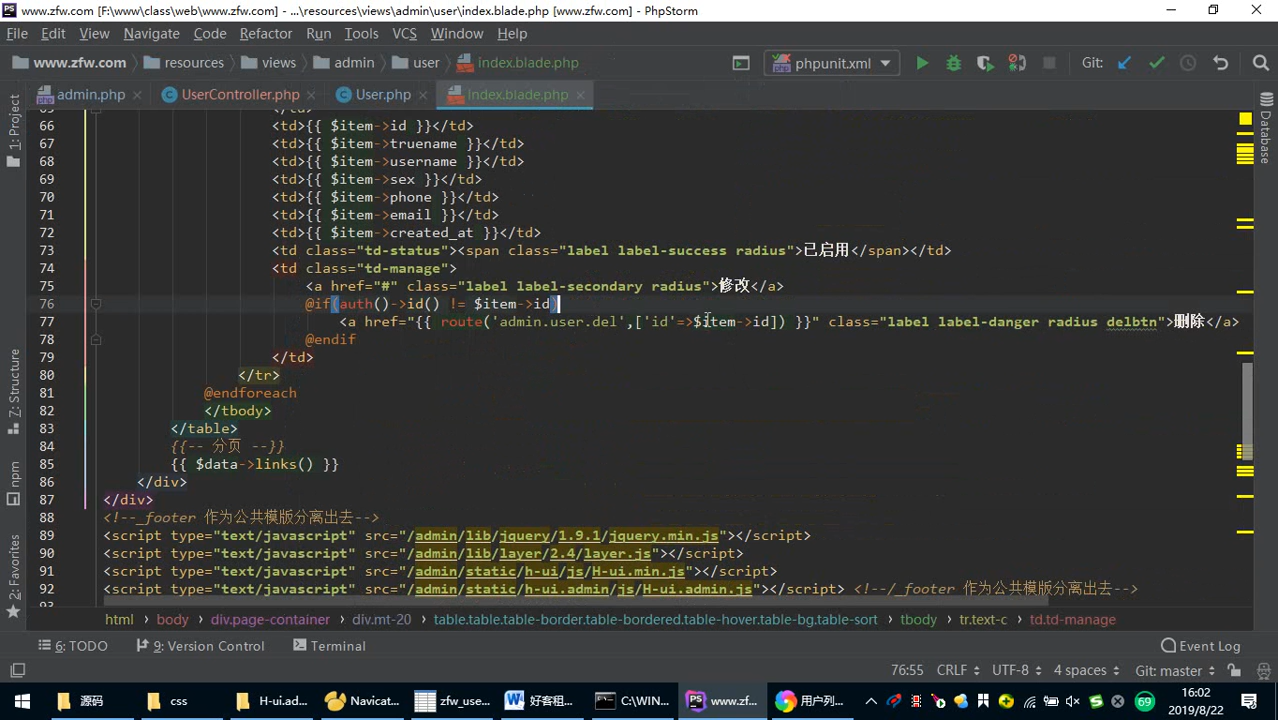 www.zfw.com [F:\www\class\web\www.zfw.com] - ...\resources\views\admin\user\index.blade.php [www.zfw.com] - PhpStorm
File Edit View Navigate Code Refactor Run Tools VCS Window Help
www.zfw.com resources views admin user index.blade.php phpunit.xml Git:
admin.php UserController.php User.php index.blade.php
1: Project
7: Structure
npm
2: Favorites
Database
66 <td>{{ $item->id }}</td>
67 <td>{{ $item->truename }}</td>
68 <td>{{ $item->username }}</td>
69 <td>{{ $item->sex }}</td>
70 <td>{{ $item->phone }}</td>
71 <td>{{ $item->email }}</td>
72 <td>{{ $item->created_at }}</td>
73 <td class="td-status"><span class="label label-success radius">已启用</span></td>
74 <td class="td-manage">
75 <a href="#" class="label label-secondary radius">修改</a>
76 @if(auth()->id() != $item->id)
77 <a href="{{ route('admin.user.del',['id'=>$item->id]) }}" class="label label-danger radius delbtn">删除</a>
78 @endif
79 </td>
80 </tr>
81 @endforeach
82 </tbody>
83 </table>
84 {{-- 分页 --}}
85 {{ $data->links() }}
86 </div>
87 </div>
88 <!--_footer 作为公共模版分离出去-->
89 <script type="text/javascript" src="/admin/lib/jquery/1.9.1/jquery.min.js"></script>
90 <script type="text/javascript" src="/admin/lib/layer/2.4/layer.js"></script>
91 <script type="text/javascript" src="/admin/static/h-ui/js/H-ui.min.js"></script>
92 <script type="text/javascript" src="/admin/static/h-ui.admin/js/H-ui.admin.js"></script> <!--/_footer 作为公共模版分离出去-->
html body div.page-container div.mt-20 table.table.table-border.table-bordered.table-hover.table-bg.table-sort tbody tr.text-c td.td-manage
6: TODO 9: Version Control Terminal Event Log
76:55 CRLF UTF-8 4 spaces Git: master
源码 css H-ui.ad... Navicat... zfw_use... 好客租... C:\WIN... www.zf... 用户列... 69 16:02
2019/8/22